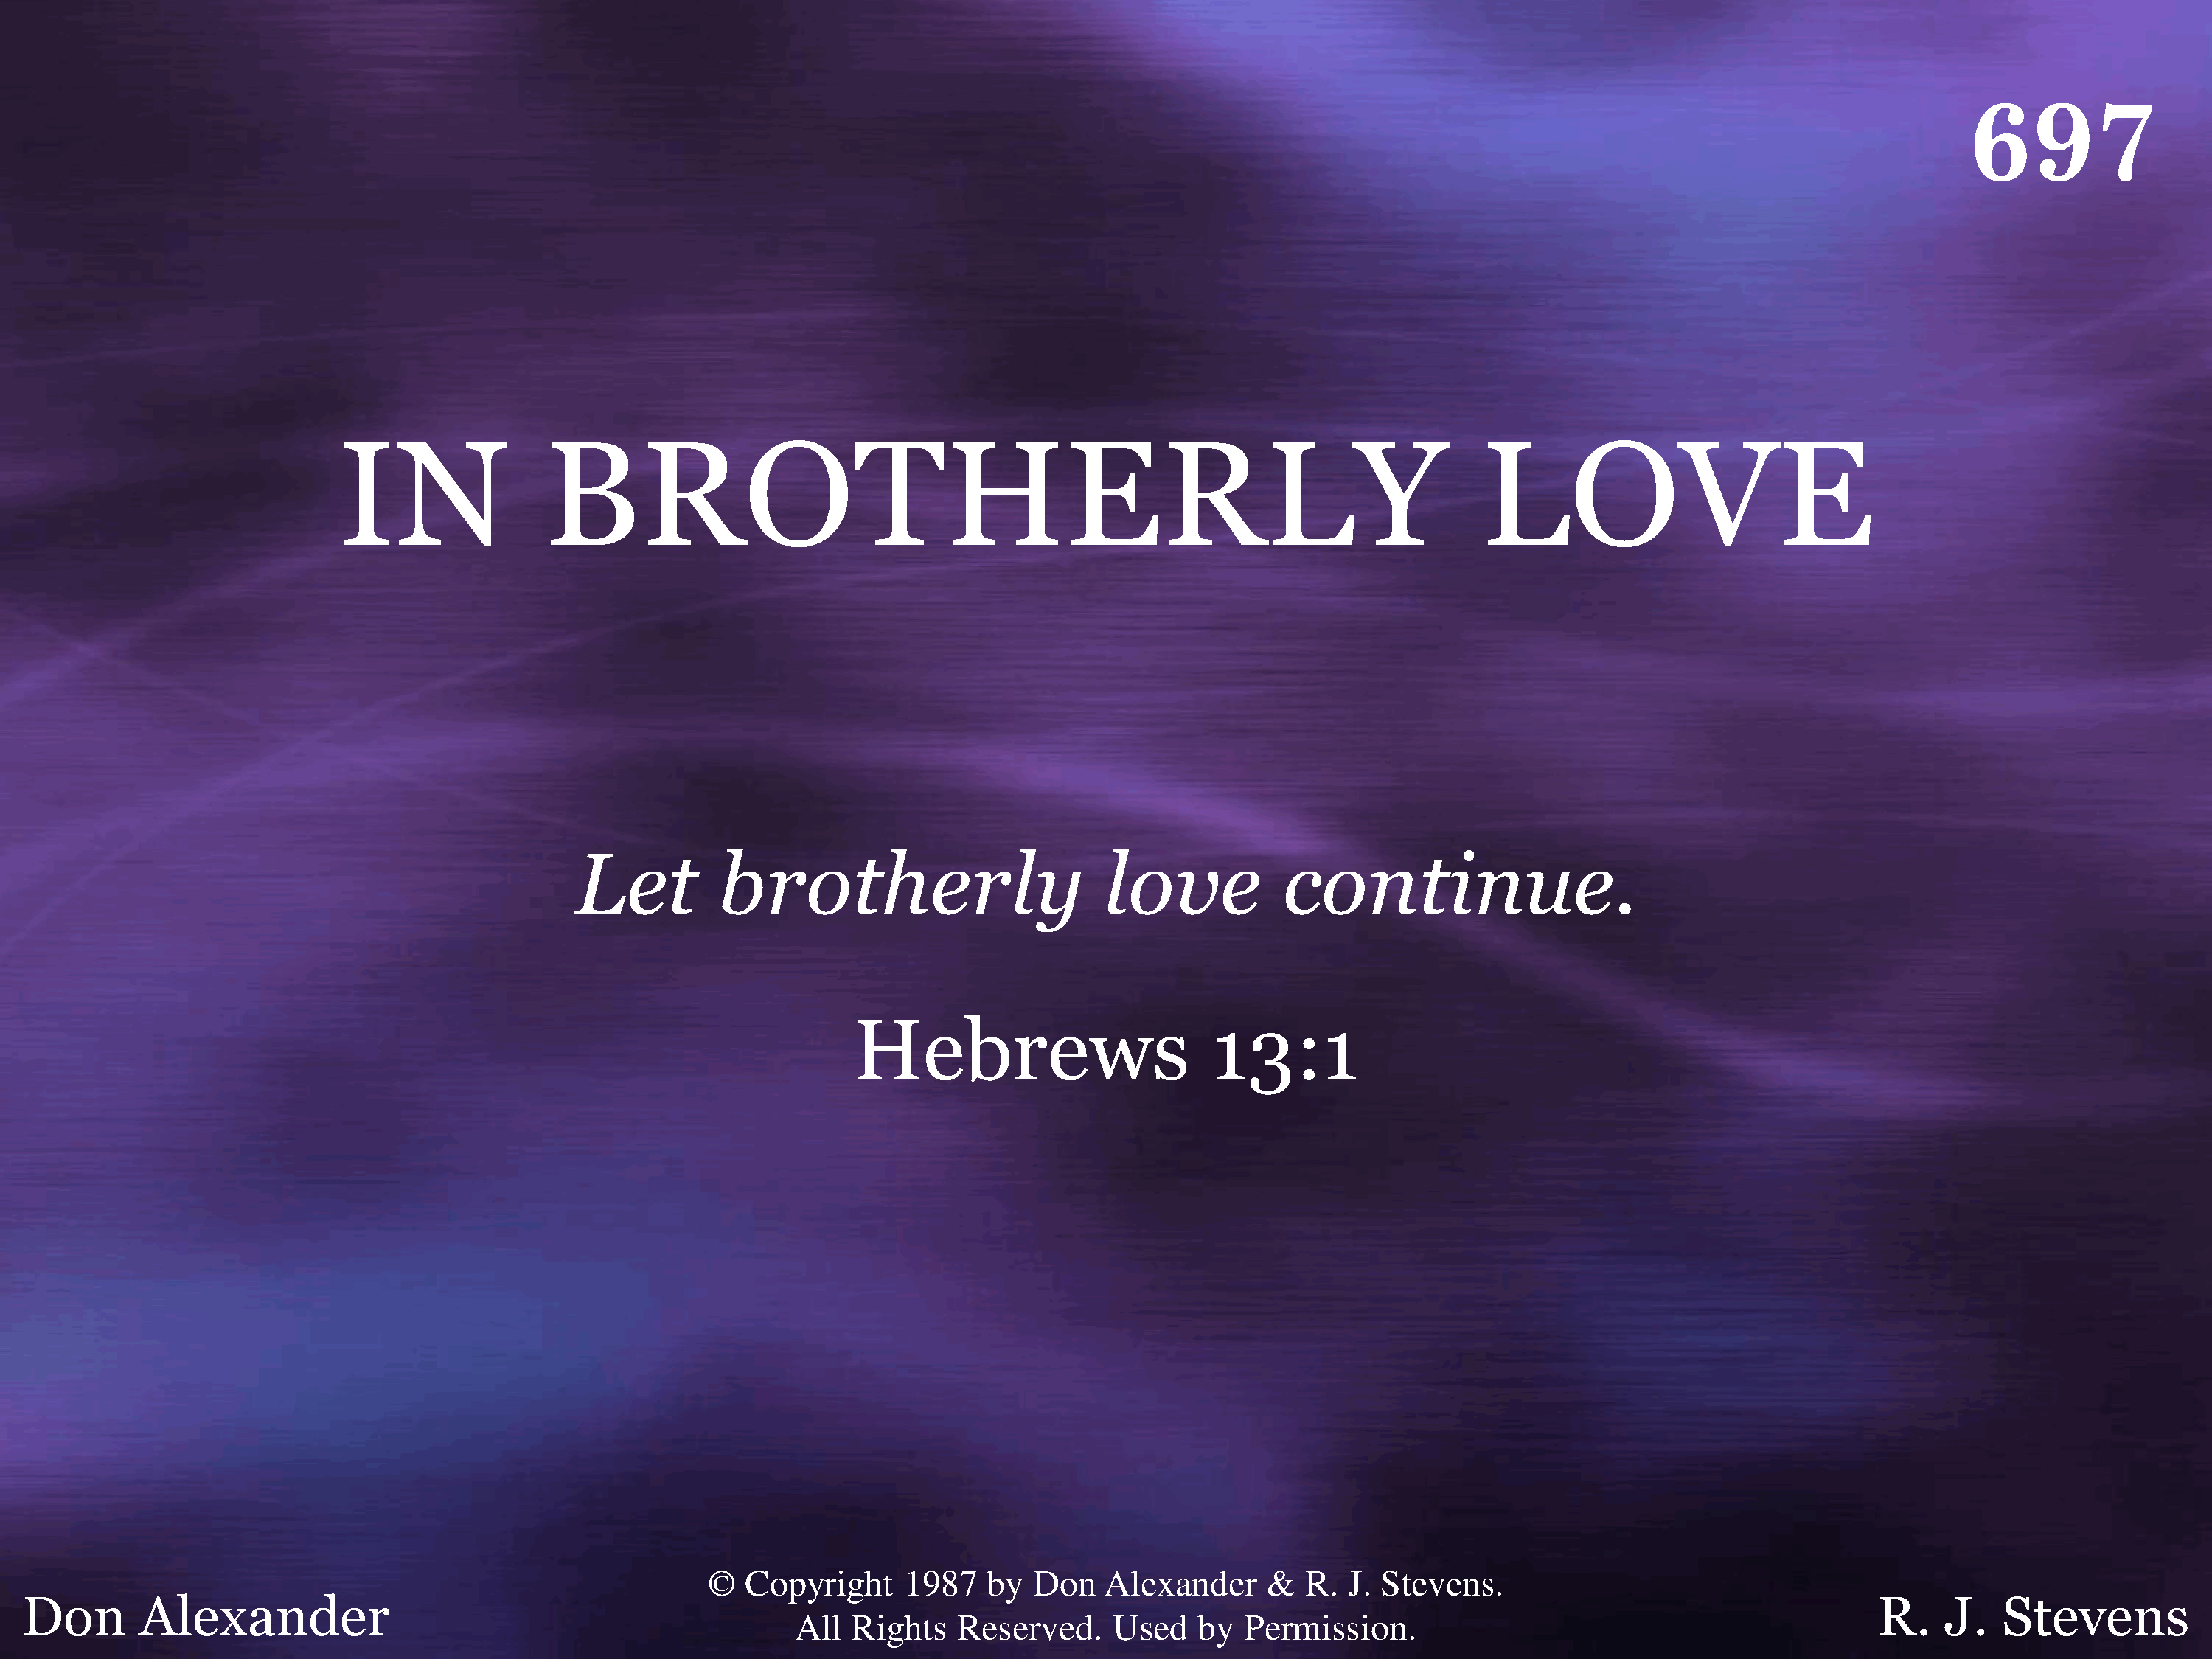 697
IN BROTHERLY LOVE
Let brotherly love continue.
Hebrews 13:1
© Copyright 1987 by Don Alexander & R. J. Stevens.
All Rights Reserved. Used by Permission.
Don Alexander
R. J. Stevens